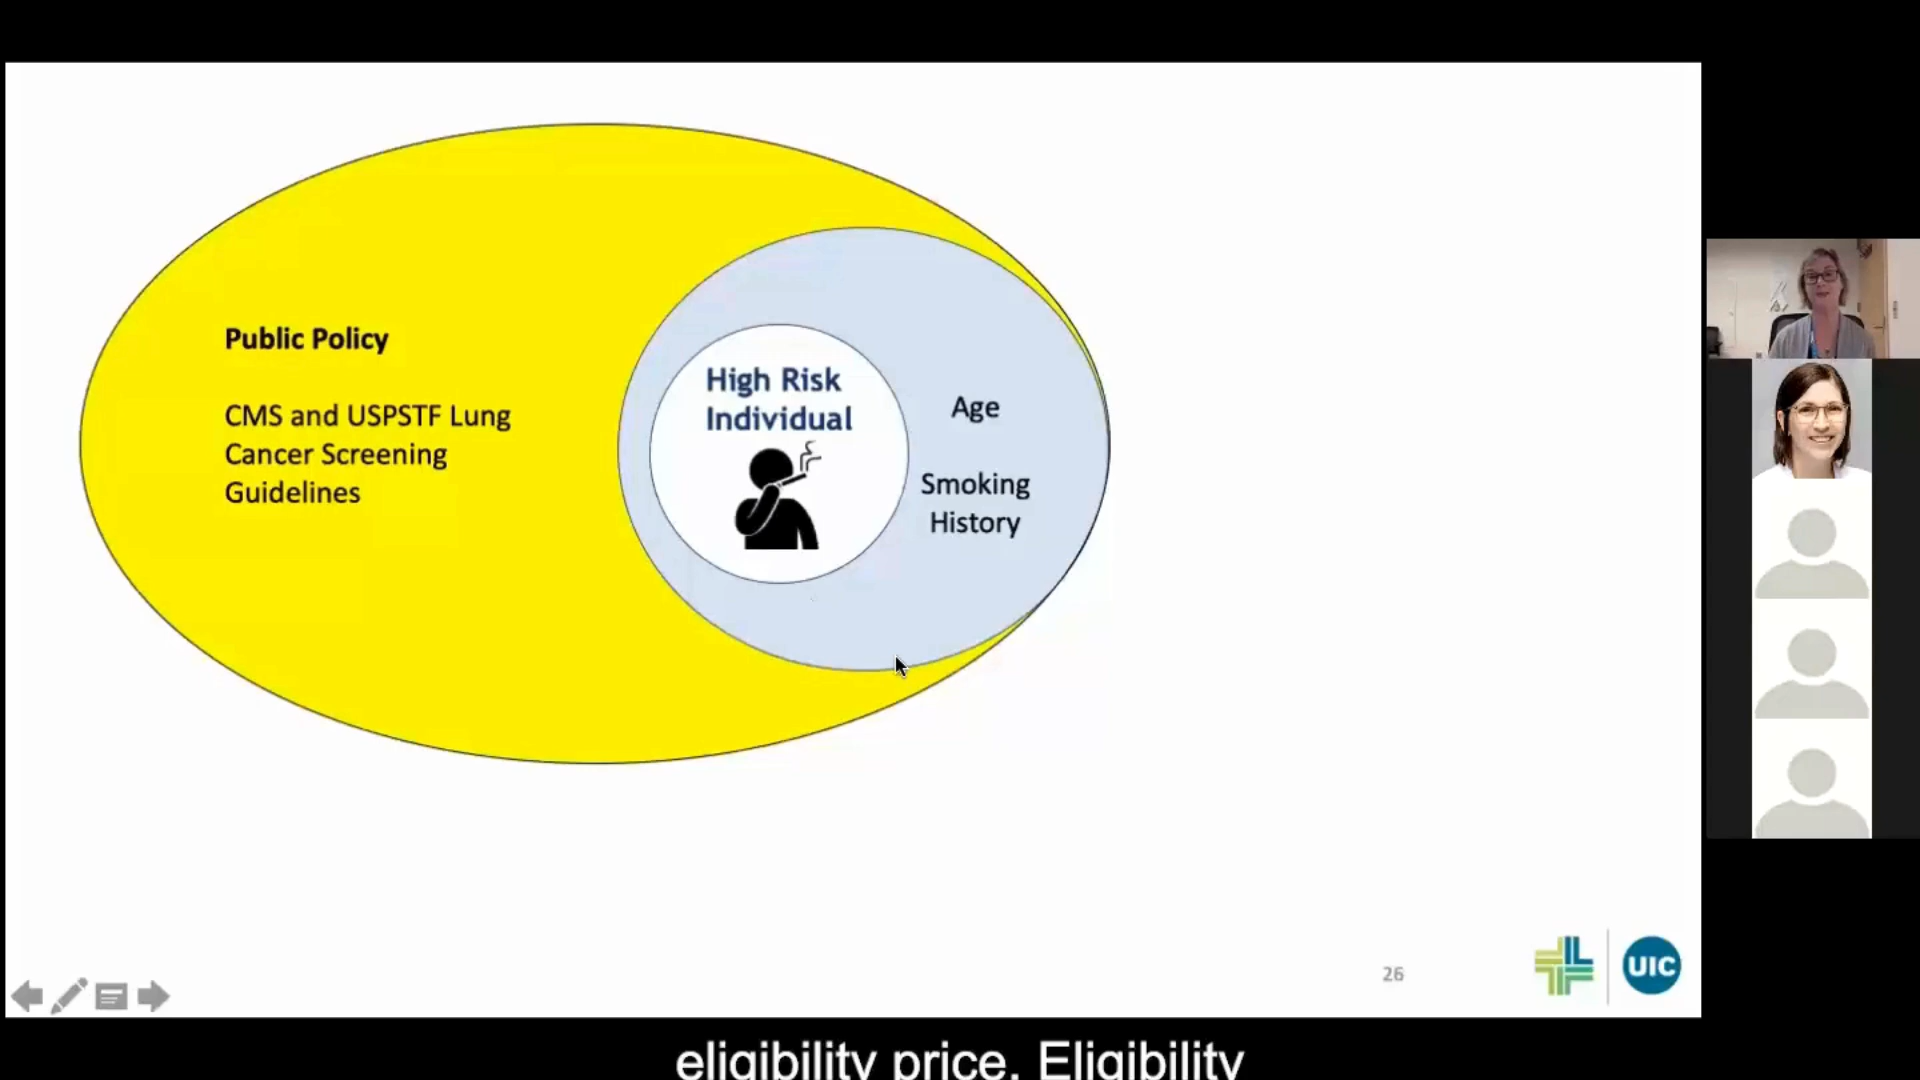 Public Policy
CMS and USPSTF Lung
Cancer Screening
Guidelines
High Risk
Individual
Age
Smoking
History
26
UIC
eligibility price. Eligibility